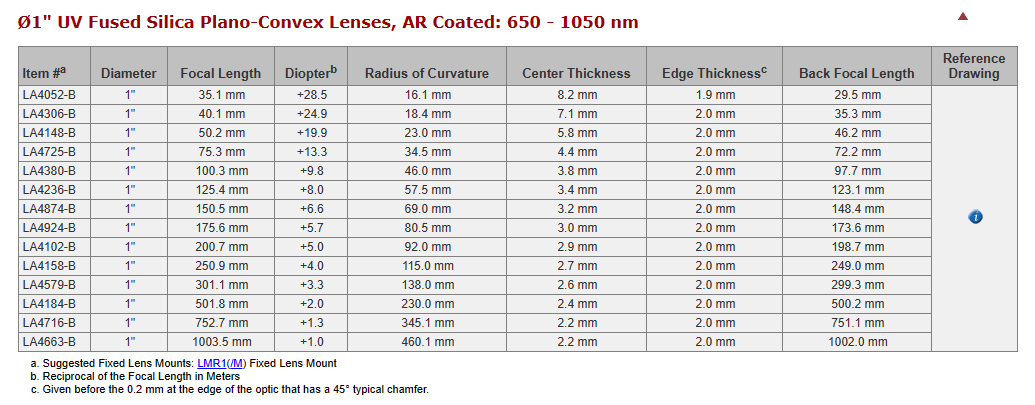 Ø1" UV Fused Silica Plano-Convex Lenses, AR Coated: 650 - 1050 nm
Item #a Diameter Focal Length Diopterb Radius of Curvature Center Thickness Edge Thicknessc Back Focal Length Reference Drawing
LA4052-B 1" 35.1 mm +28.5 16.1 mm 8.2 mm 1.9 mm 29.5 mm
LA4306-B 1" 40.1 mm +24.9 18.4 mm 7.1 mm 2.0 mm 35.3 mm
LA4148-B 1" 50.2 mm +19.9 23.0 mm 5.8 mm 2.0 mm 46.2 mm
LA4725-B 1" 75.3 mm +13.3 34.5 mm 4.4 mm 2.0 mm 72.2 mm
LA4380-B 1" 100.3 mm +9.8 46.0 mm 3.8 mm 2.0 mm 97.7 mm
LA4236-B 1" 125.4 mm +8.0 57.5 mm 3.4 mm 2.0 mm 123.1 mm
LA4874-B 1" 150.5 mm +6.6 69.0 mm 3.2 mm 2.0 mm 148.4 mm
LA4924-B 1" 175.6 mm +5.7 80.5 mm 3.0 mm 2.0 mm 173.6 mm
LA4102-B 1" 200.7 mm +5.0 92.0 mm 2.9 mm 2.0 mm 198.7 mm
LA4158-B 1" 250.9 mm +4.0 115.0 mm 2.7 mm 2.0 mm 249.0 mm
LA4579-B 1" 301.1 mm +3.3 138.0 mm 2.6 mm 2.0 mm 299.3 mm
LA4184-B 1" 501.8 mm +2.0 230.0 mm 2.4 mm 2.0 mm 500.2 mm
LA4716-B 1" 752.7 mm +1.3 345.1 mm 2.2 mm 2.0 mm 751.1 mm
LA4663-B 1" 1003.5 mm +1.0 460.1 mm 2.2 mm 2.0 mm 1002.0 mm
a. Suggested Fixed Lens Mounts: LMR1(/M) Fixed Lens Mount
b. Reciprocal of the Focal Length in Meters
c. Given before the 0.2 mm at the edge of the optic that has a 45° typical chamfer.